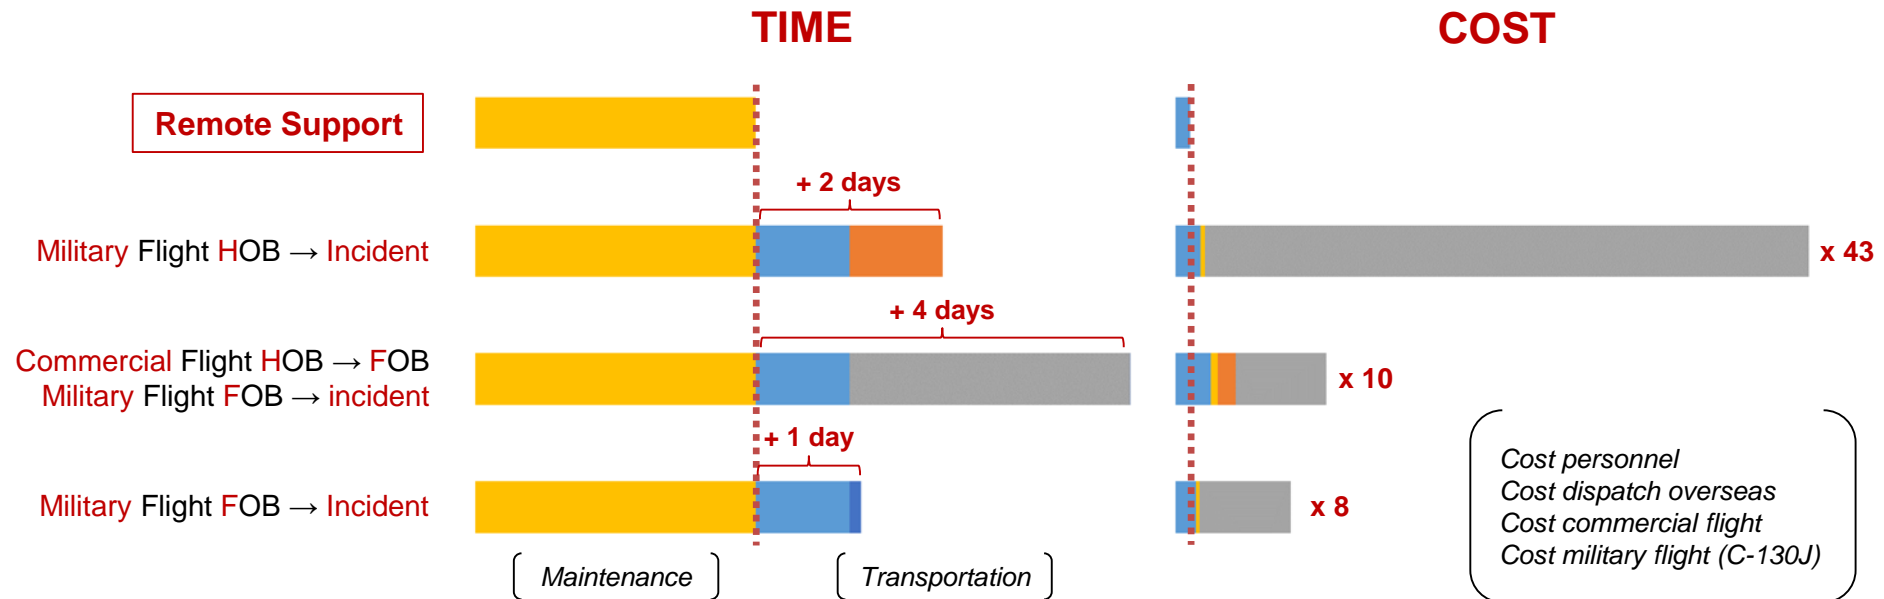 TIME
COST
Remote Support
+ 2 days
Military Flight HOB → Incident
x 43
+ 4 days
Commercial Flight HOB → FOB
Military Flight FOB → incident
x 10
+ 1 day
Military Flight FOB → Incident
x 8
Cost personnel
Cost dispatch overseas
Cost commercial flight
Cost military flight (C-130J)
Maintenance
Transportation